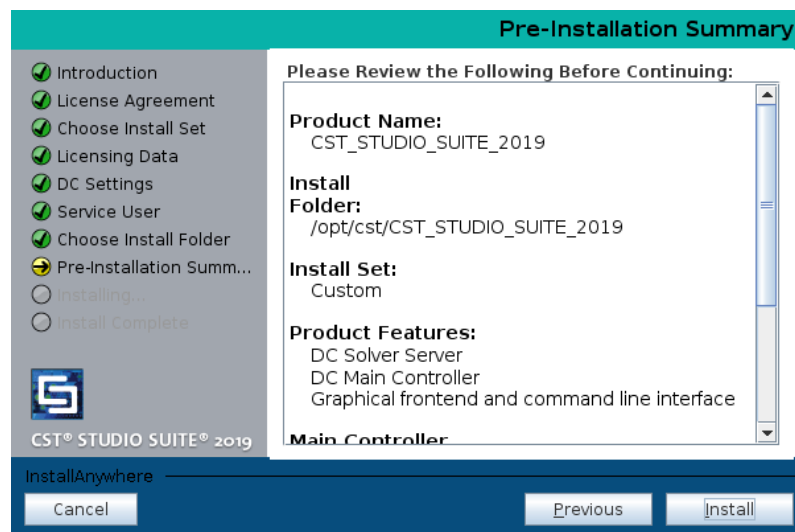 Pre-Installation Summary
Introduction
License Agreement
Choose Install Set
Licensing Data
DC Settings
Service User
Choose Install Folder
Pre-Installation Summ...
Installing...
Install Complete
CST® STUDIO SUITE® 2019
Please Review the Following Before Continuing:
Product Name:
CST_STUDIO_SUITE_2019
Install
Folder:
/opt/cst/CST_STUDIO_SUITE_2019
Install Set:
Custom
Product Features:
DC Solver Server
DC Main Controller
Graphical frontend and command line interface
Main Controller
InstallAnywhere
Cancel
Previous
Install